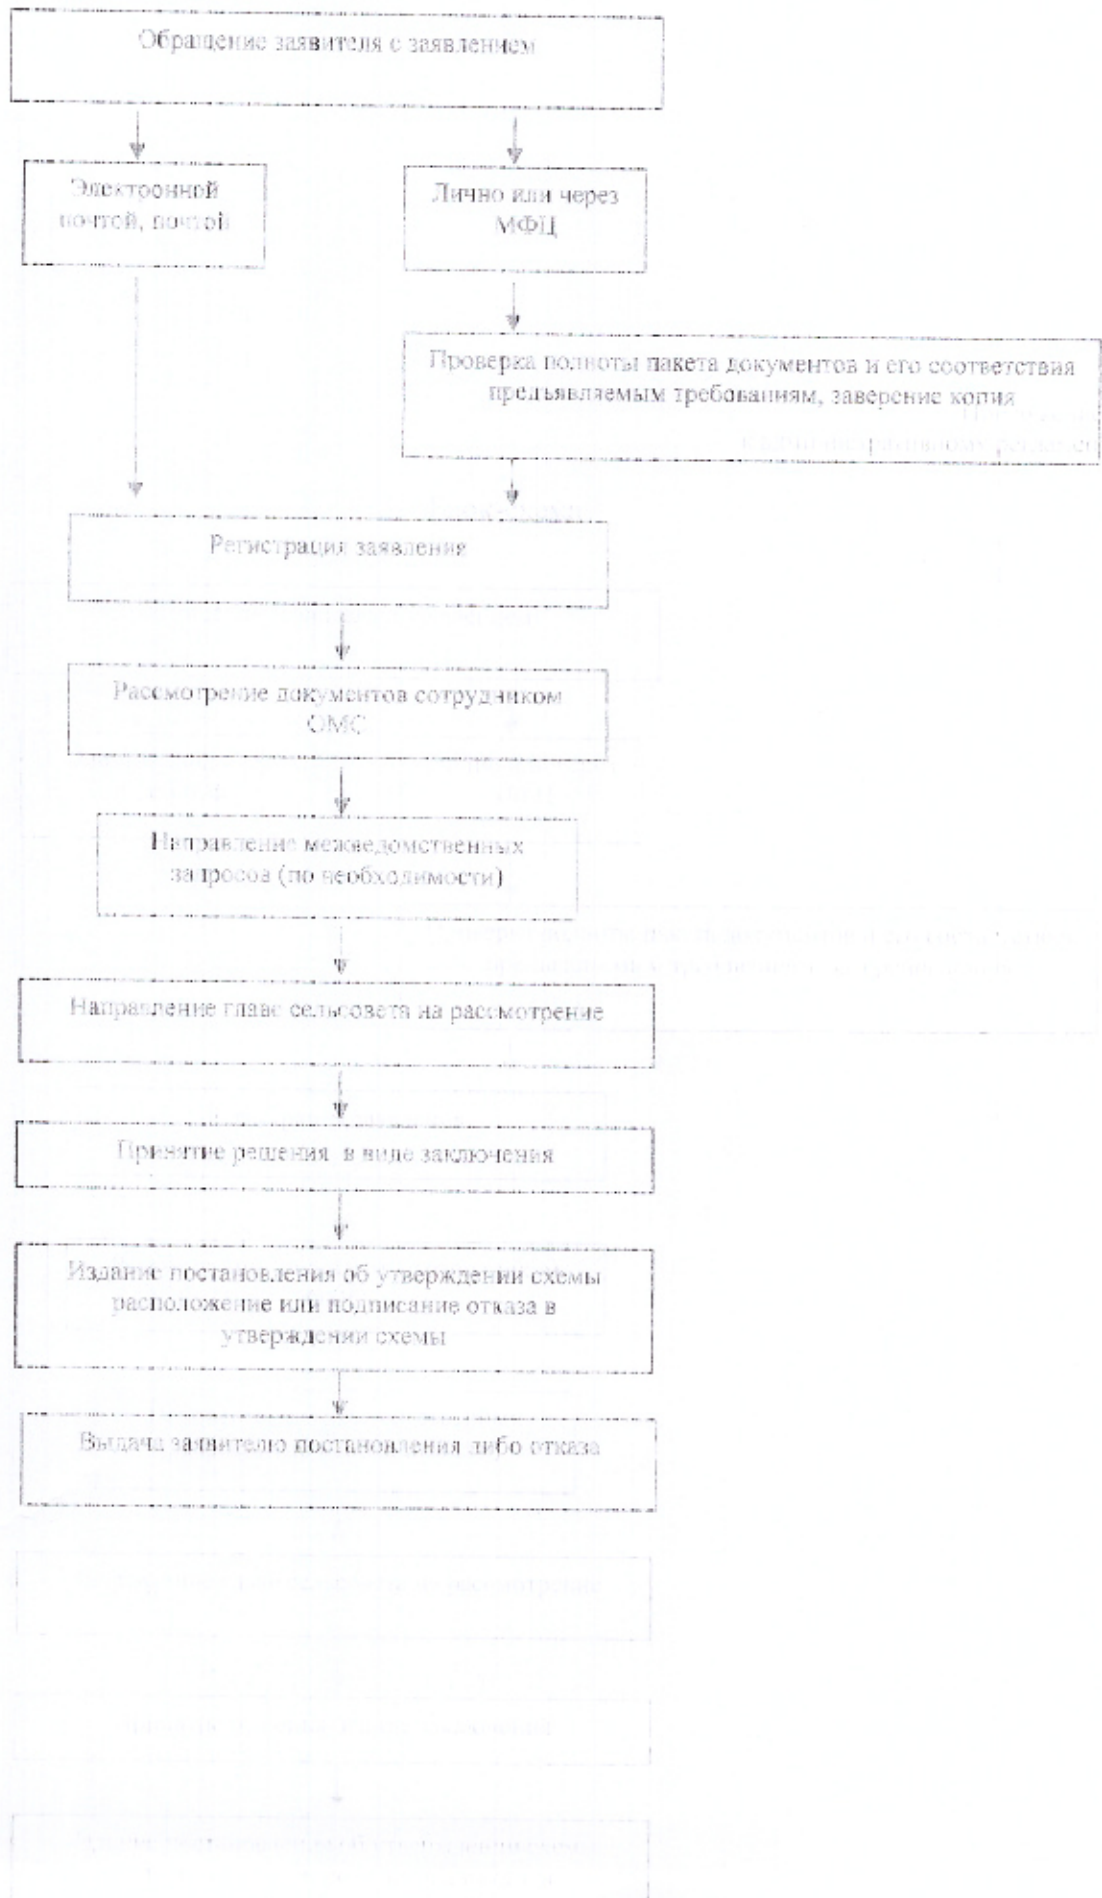 Обращение заявителя с заявлением
Электронной
почтой, почтой
Лично или через
МФЦ
Проверка полноты пакета документов и его соответствия
предъявляемым требованиям, заверение копия
Регистрация заявления
Рассмотрение документов сотрудником
ОМС
Направление межведомственных
запросов (по необходимости)
Направление главе сельсовета на рассмотрение
Принятие решения в виде заключения
Издание постановления об утверждении схемы
расположение или подписание отказа в
утверждении схемы
Выдача заявителю постановления либо отказа